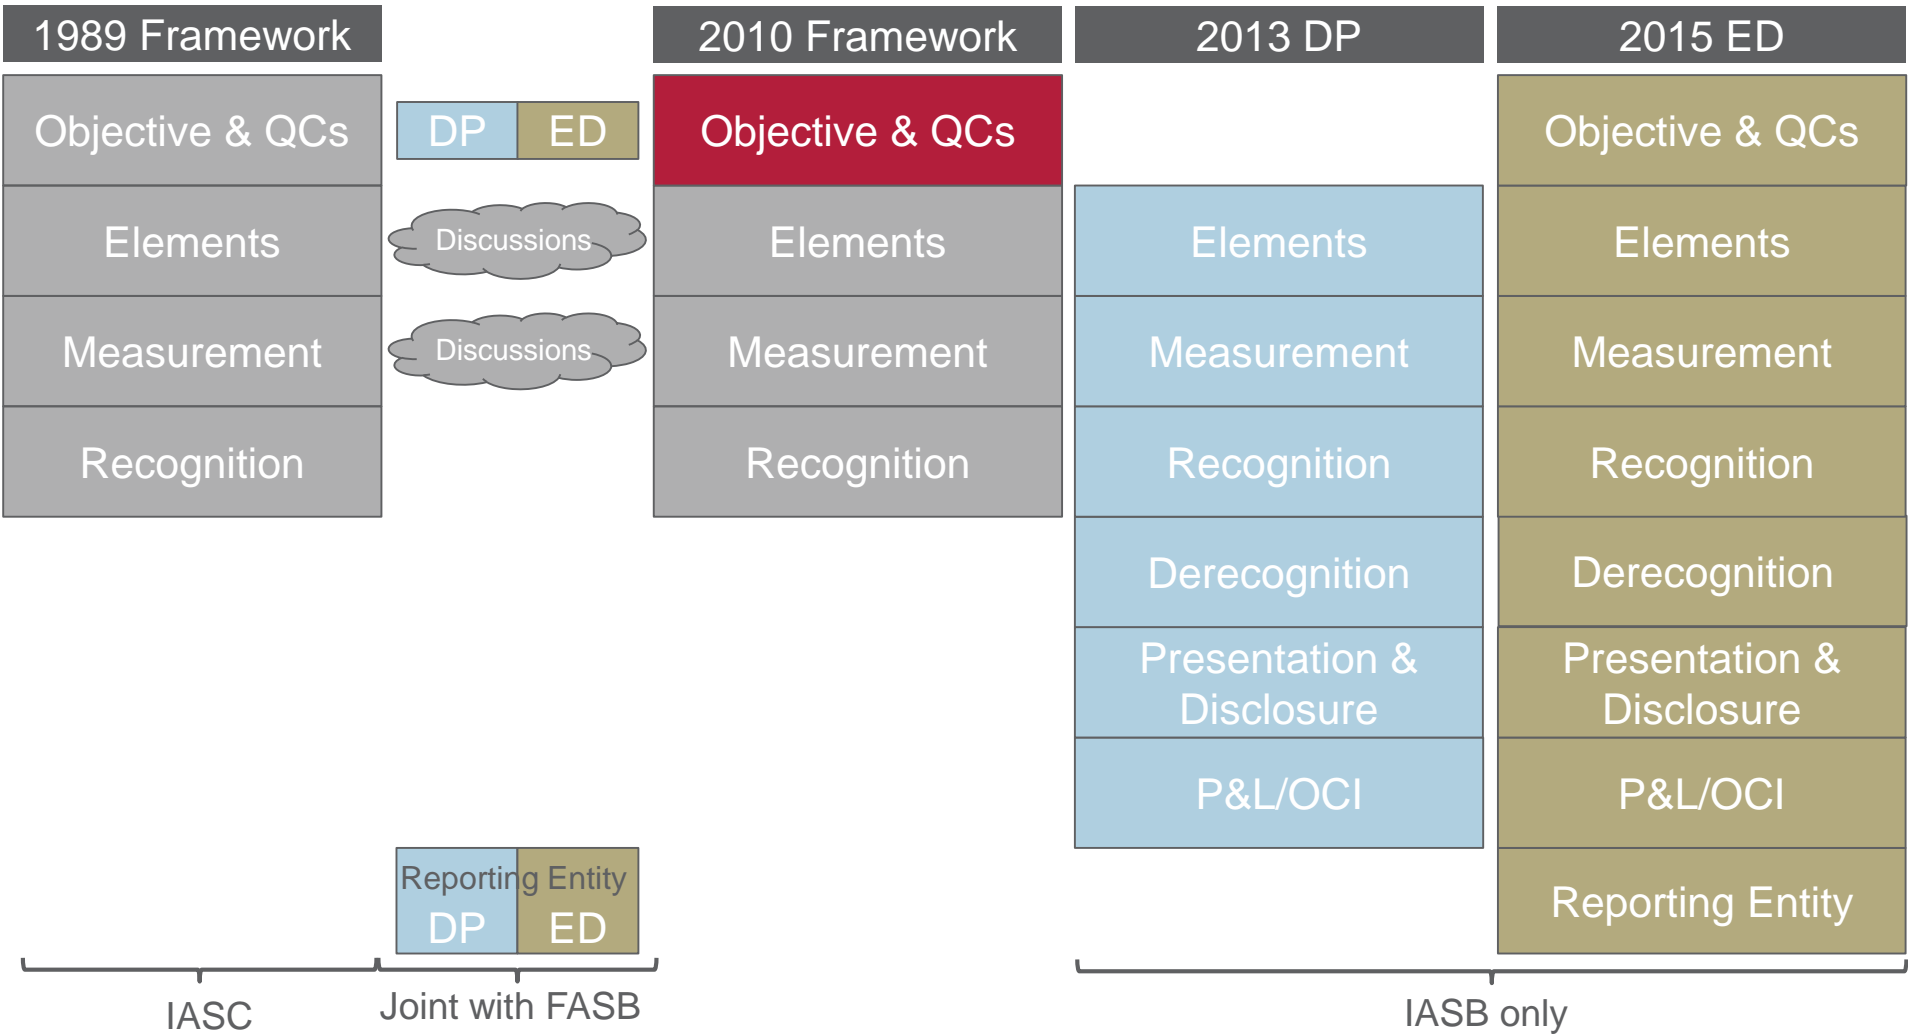 1989 Framework
2010 Framework
2013 DP
2015 ED
Objective & QCs
DP
ED
Objective & QCs
Objective & QCs
Elements
Discussions
Elements
Elements
Elements
Measurement
Discussions
Measurement
Measurement
Measurement
Recognition
Recognition
Recognition
Recognition
Derecognition
Derecognition
Presentation &
Disclosure
Presentation &
Disclosure
P&L/OCI
P&L/OCI
Reporting Entity
DP
ED
Reporting Entity
IASC
Joint with FASB
IASB only